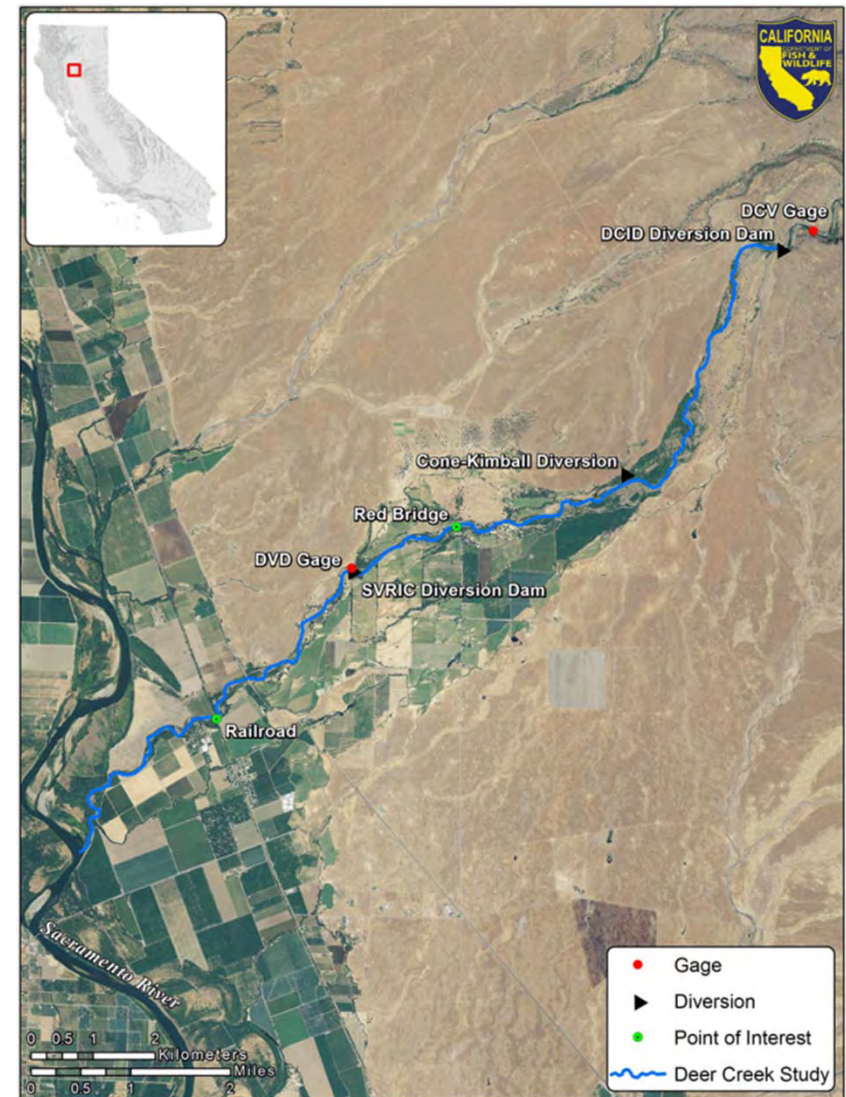 CALIFORNIA
DEPARTMENT OF
FISH &
WILDLIFE
DCV Gage
DCID Diversion Dam
Cone-Kimball Diversion
Red Bridge
DVD Gage
SVRIC Diversion Dam
Railroad
Sacramento River
0 0.5 1 2
Kilometers
Miles
0 0.5 1 2
Gage
Diversion
Point of Interest
Deer Creek Study